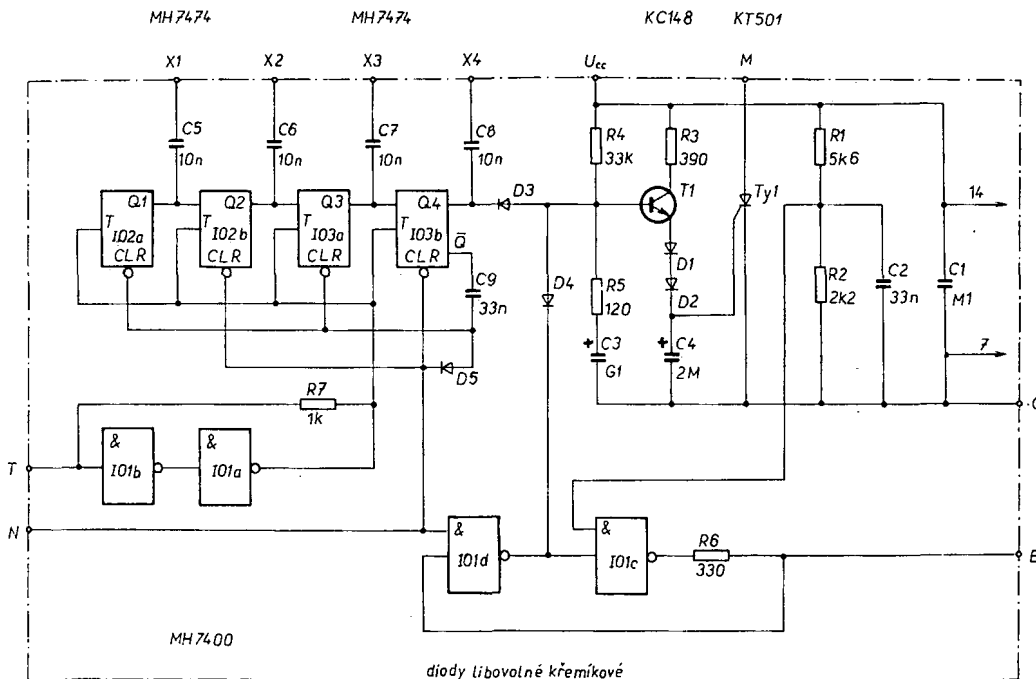 MH7474 MH7474 KC148 KT501
X1 X2 X3 X4 Ucc M
C5 10n
C6 10n
C7 10n
C8 10n
R4 33k
R3 390
R1 5k6
T1
Ty1
14
D3
Q1 T IO2a CLR
Q2 T IO2b CLR
Q3 T IO3a CLR
Q4 T IO3b CLR
Q̅
C9 33n
D4
D1
D2
R5 120
R2 2k2
C2 33n
C1 M1
+ C3 G1
+ C4 2M
7
D5
R7 1k
T
& IO1b
& IO1a
N
& IO1d
& IO1c
R6 330
MH7400
diody libovolné křemíkové